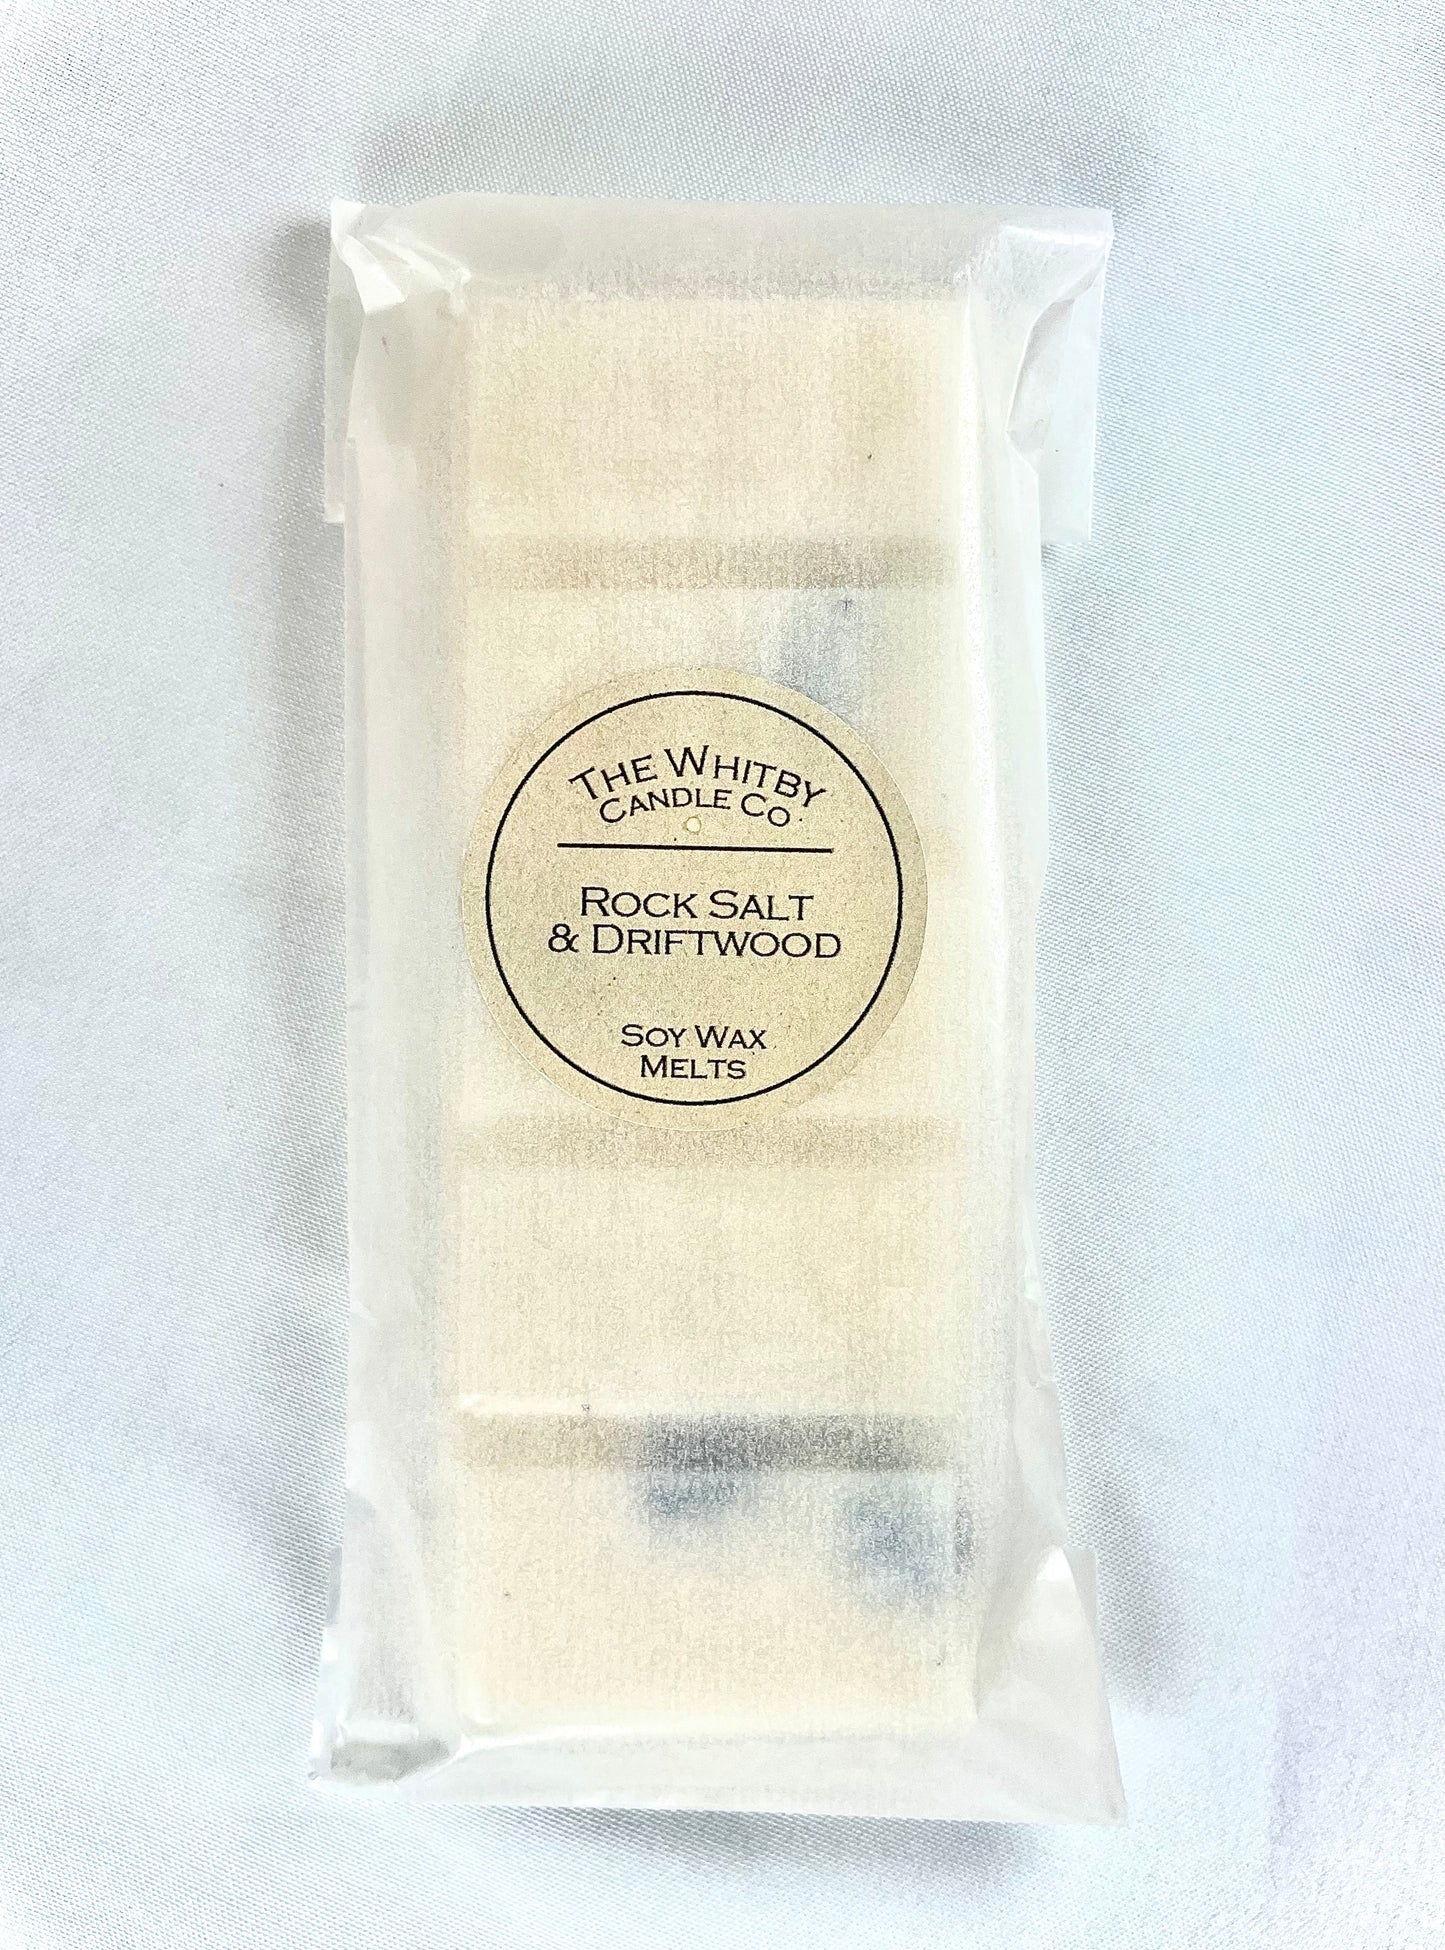 The Whitby
Candle Co.
Rock Salt
& Driftwood
Soy Wax
Melts